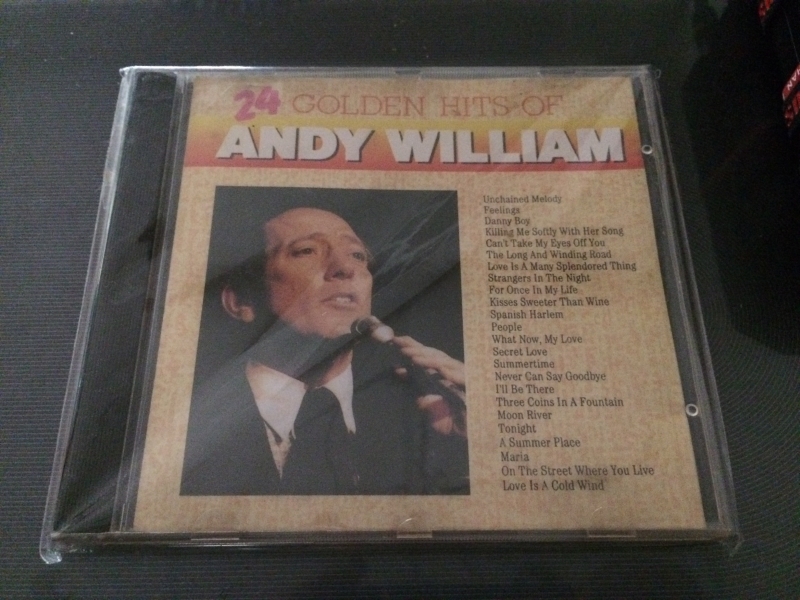 24 GOLDEN HITS OF
ANDY WILLIAM
Unchained Melody
Feelings
Danny Boy
Killing Me Softly With Her Song
Can't Take My Eyes Off You
The Long And Winding Road
Love Is A Many Splendored Thing
Strangers In The Night
For Once In My Life
Kisses Sweeter Than Wine
Spanish Harlem
People
What Now, My Love
Secret Love
Summertime
Never Can Say Goodbye
I'll Be There
Three Coins In A Fountain
Moon River
Tonight
A Summer Place
Maria
On The Street Where You Live
Love Is A Cold Wind